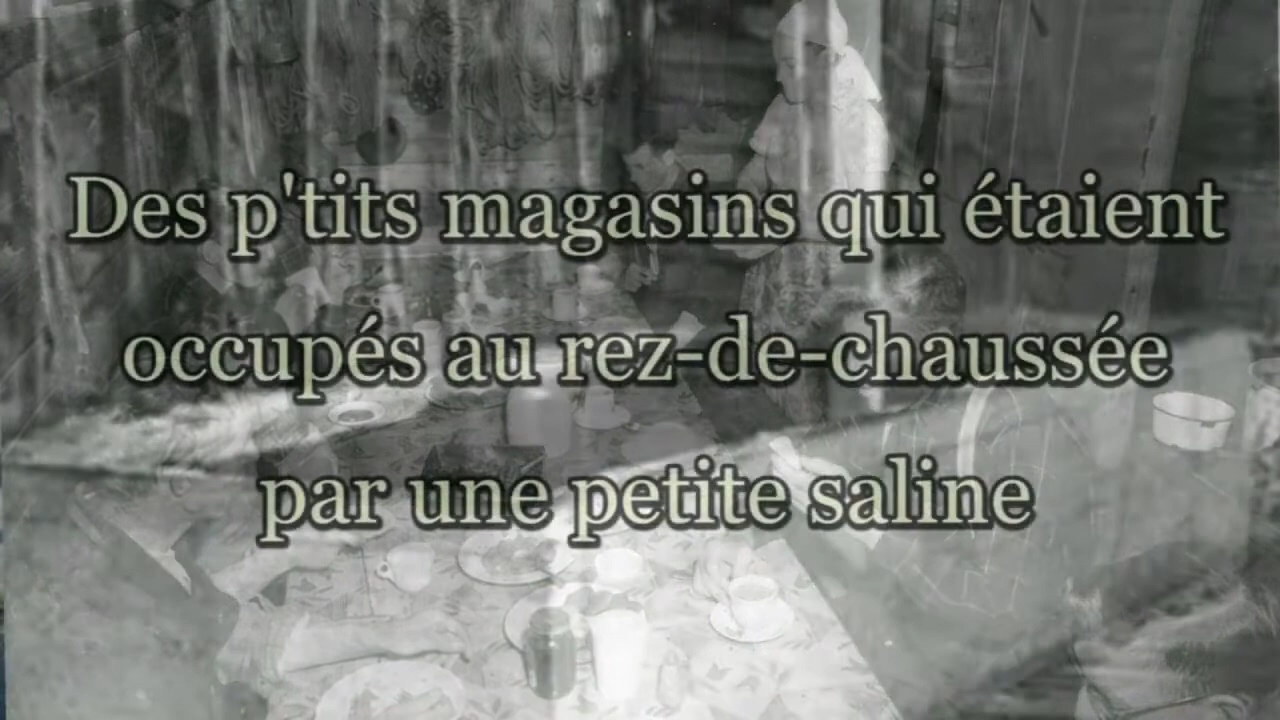 Des p'tits magasins qui étaient
occupés au rez-de-chaussée
par une petite saline